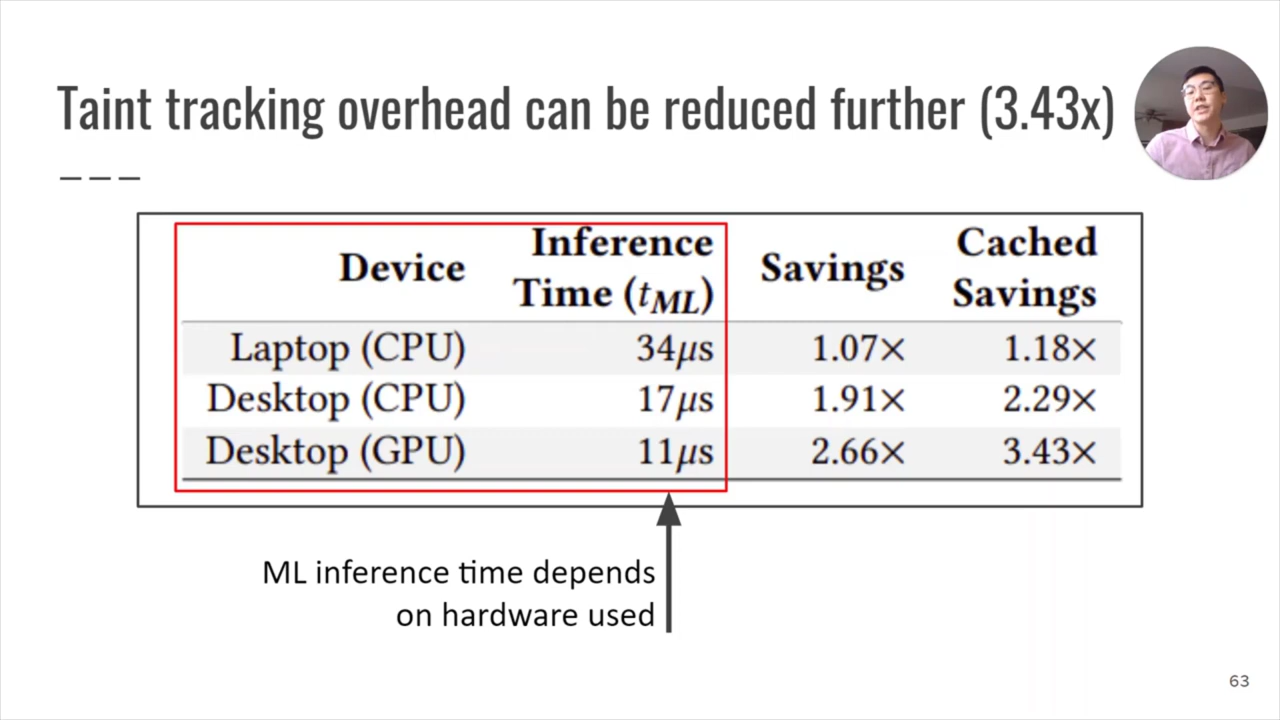 Taint tracking overhead can be reduced further (3.43x)
Device Inference Time (tML) Savings Cached Savings
Laptop (CPU) 34μs 1.07× 1.18×
Desktop (CPU) 17μs 1.91× 2.29×
Desktop (GPU) 11μs 2.66× 3.43×
ML inference time depends
on hardware used
63